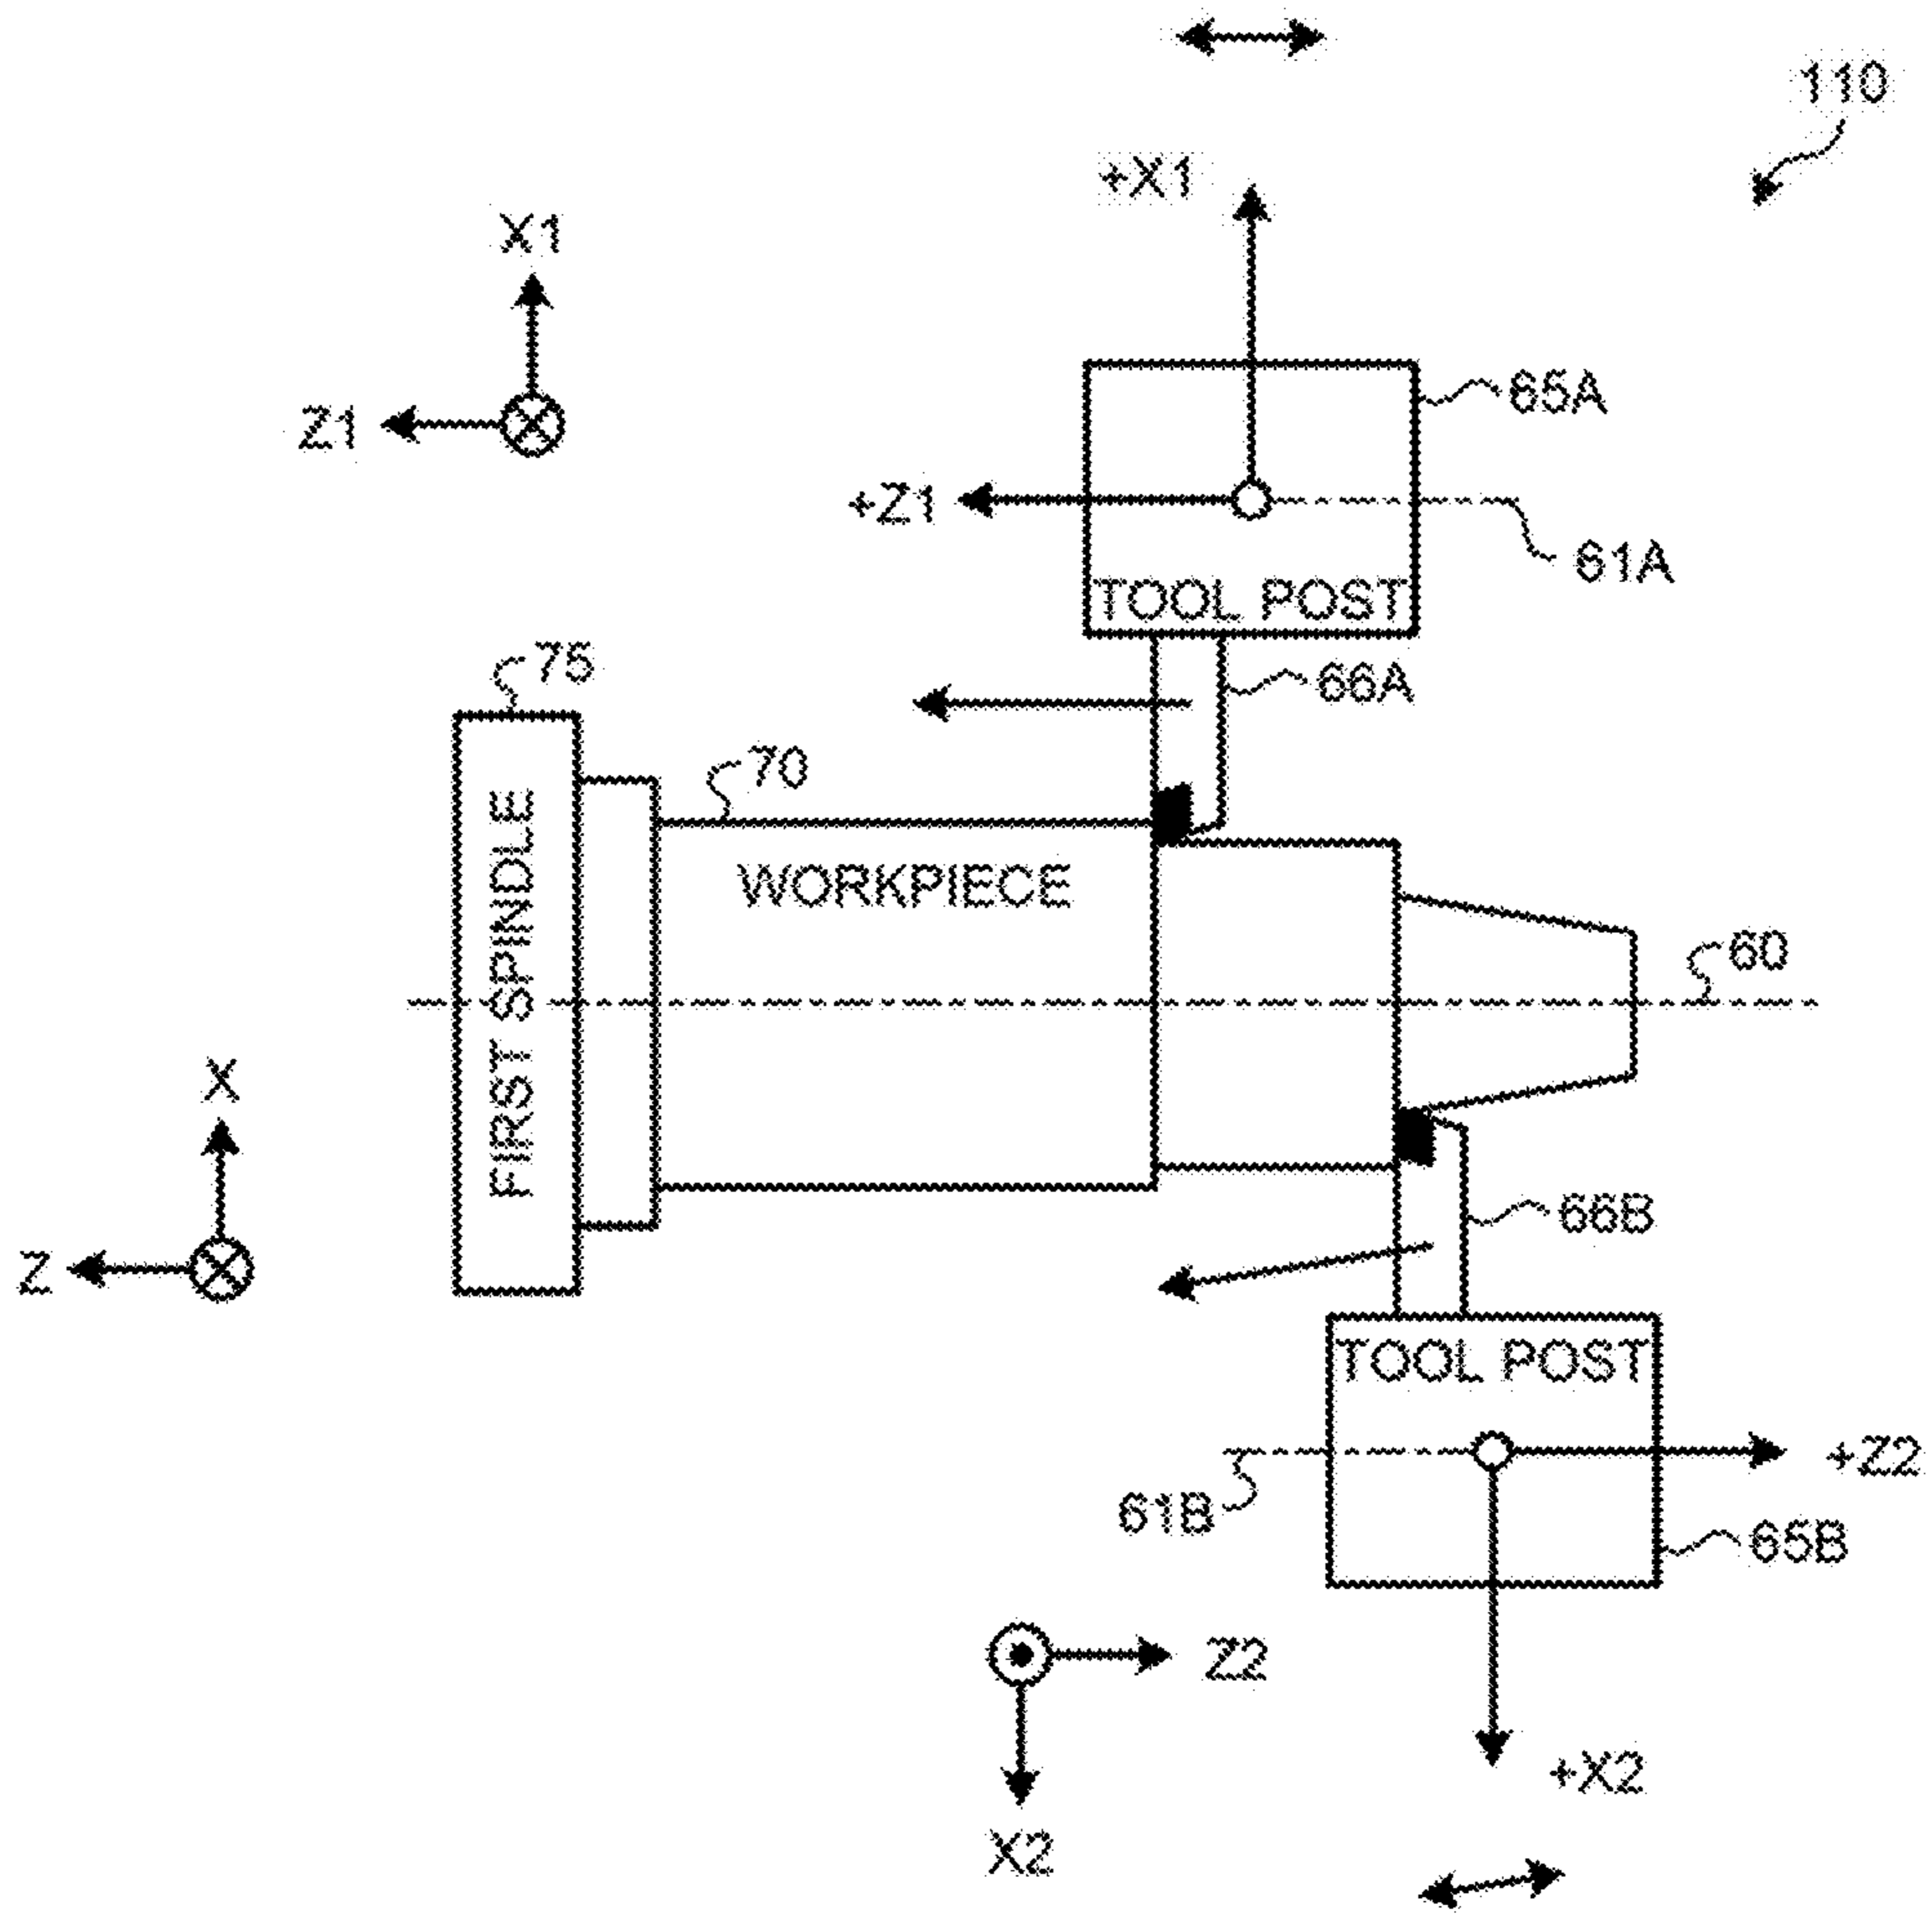 110
+X1
X1
65A
Z1
+Z1
61A
TOOL POST
75
66A
70
WORKPIECE
FIRST SPINDLE
60
X
66B
Z
TOOL POST
+Z2
61B
65B
Z2
+X2
X2